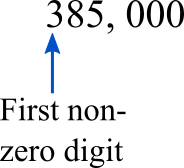 385, 000
First non-
zero digit